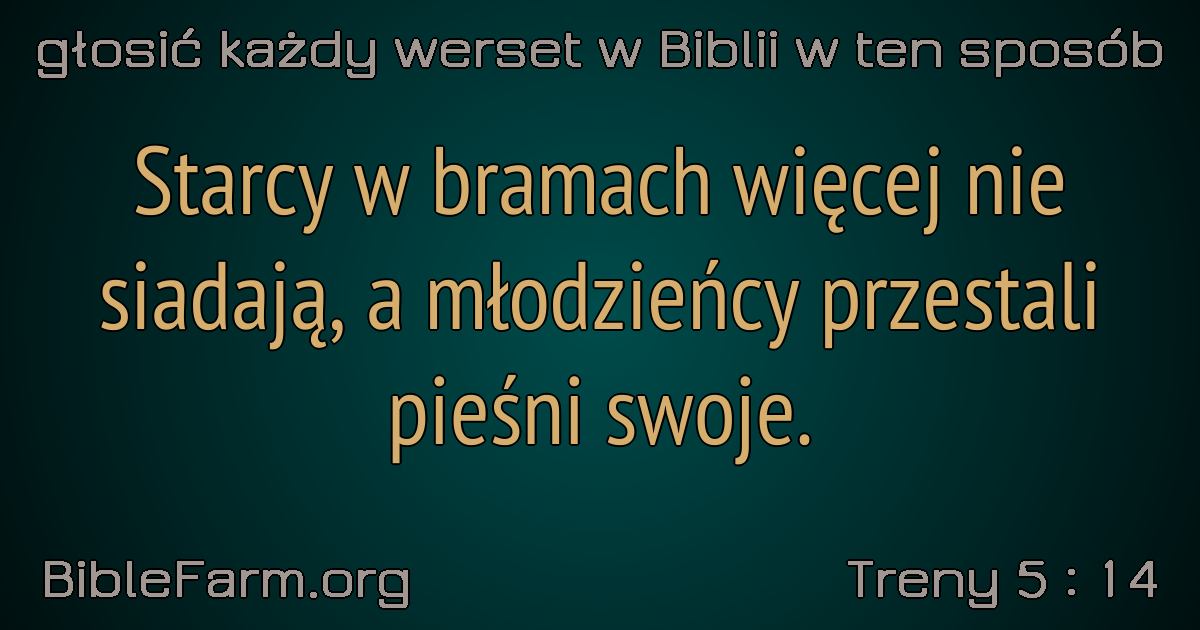 głosić każdy werset w Biblii w ten sposób
Starcy w bramach więcej nie
siadają, a młodzieńcy przestali
pieśni swoje.
BibleFarm.org
Treny 5 : 14